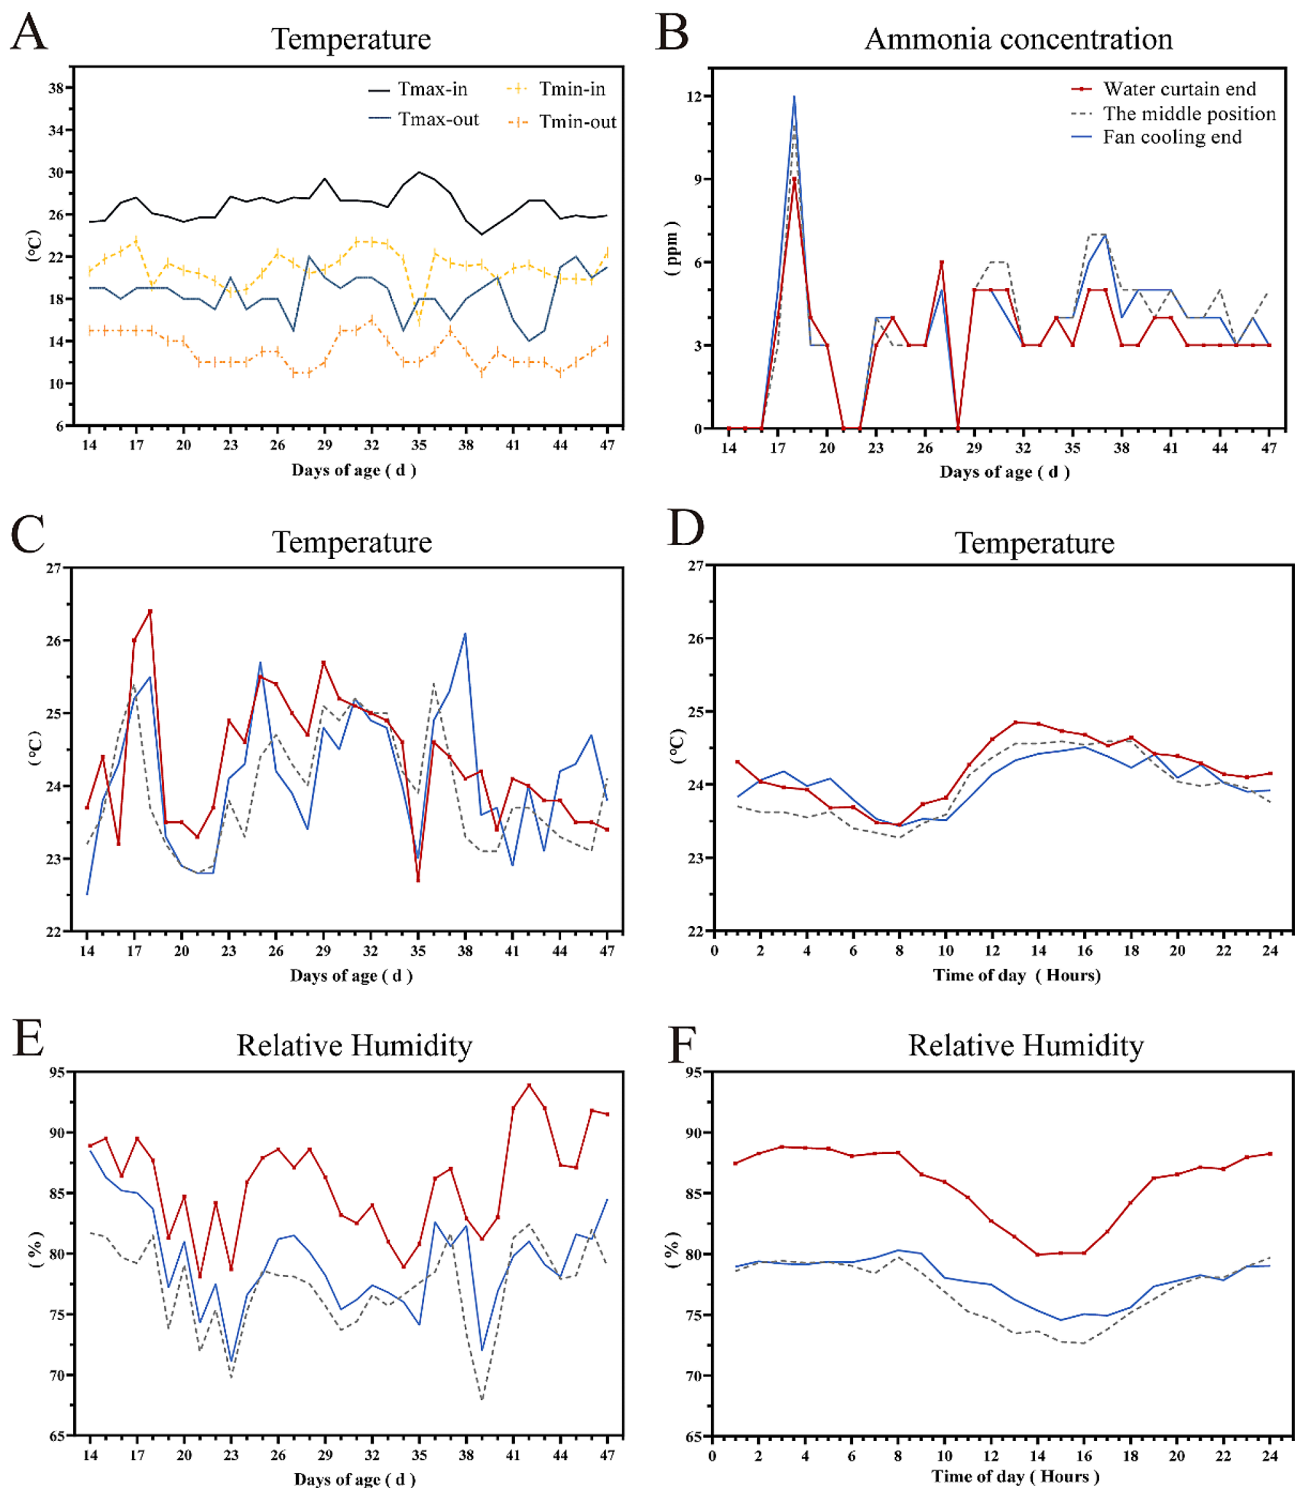 A
Temperature
38
34
30
26
22
18
14
10
6
(℃)
Tmax-in
Tmin-in
Tmax-out
Tmin-out
14 17 20 23 26 29 32 35 38 41 44 47
Days of age ( d )
B
Ammonia concentration
12
9
6
3
0
( ppm )
Water curtain end
The middle position
Fan cooling end
14 17 20 23 26 29 32 35 38 41 44 47
Days of age ( d )
C
Temperature
27
26
25
24
23
22
(℃)
14 17 20 23 26 29 32 35 38 41 44 47
Days of age ( d )
D
Temperature
27
26
25
24
23
22
(℃)
0 2 4 6 8 10 12 14 16 18 20 22 24
Time of day ( Hours)
E
Relative Humidity
95
90
85
80
75
70
65
( % )
14 17 20 23 26 29 32 35 38 41 44 47
Days of age ( d )
F
Relative Humidity
95
90
85
80
75
70
65
( % )
0 2 4 6 8 10 12 14 16 18 20 22 24
Time of day ( Hours )